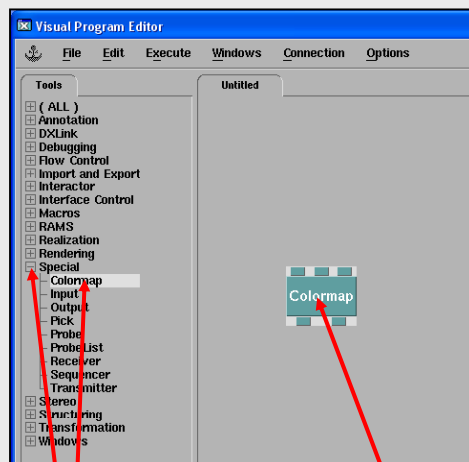 Visual Program Editor
File Edit Execute Windows Connection Options
Tools Untitled
( ALL )
Annotation
DXLink
Debugging
Flow Control
Import and Export
Interactor
Interface Control
Macros
RAMS
Realization
Rendering
Special
Colormap
Input
Output
Pick
Probe
ProbeList
Receiver
Sequencer
Transmitter
Stereo
Structuring
Transformation
Windows
Colormap